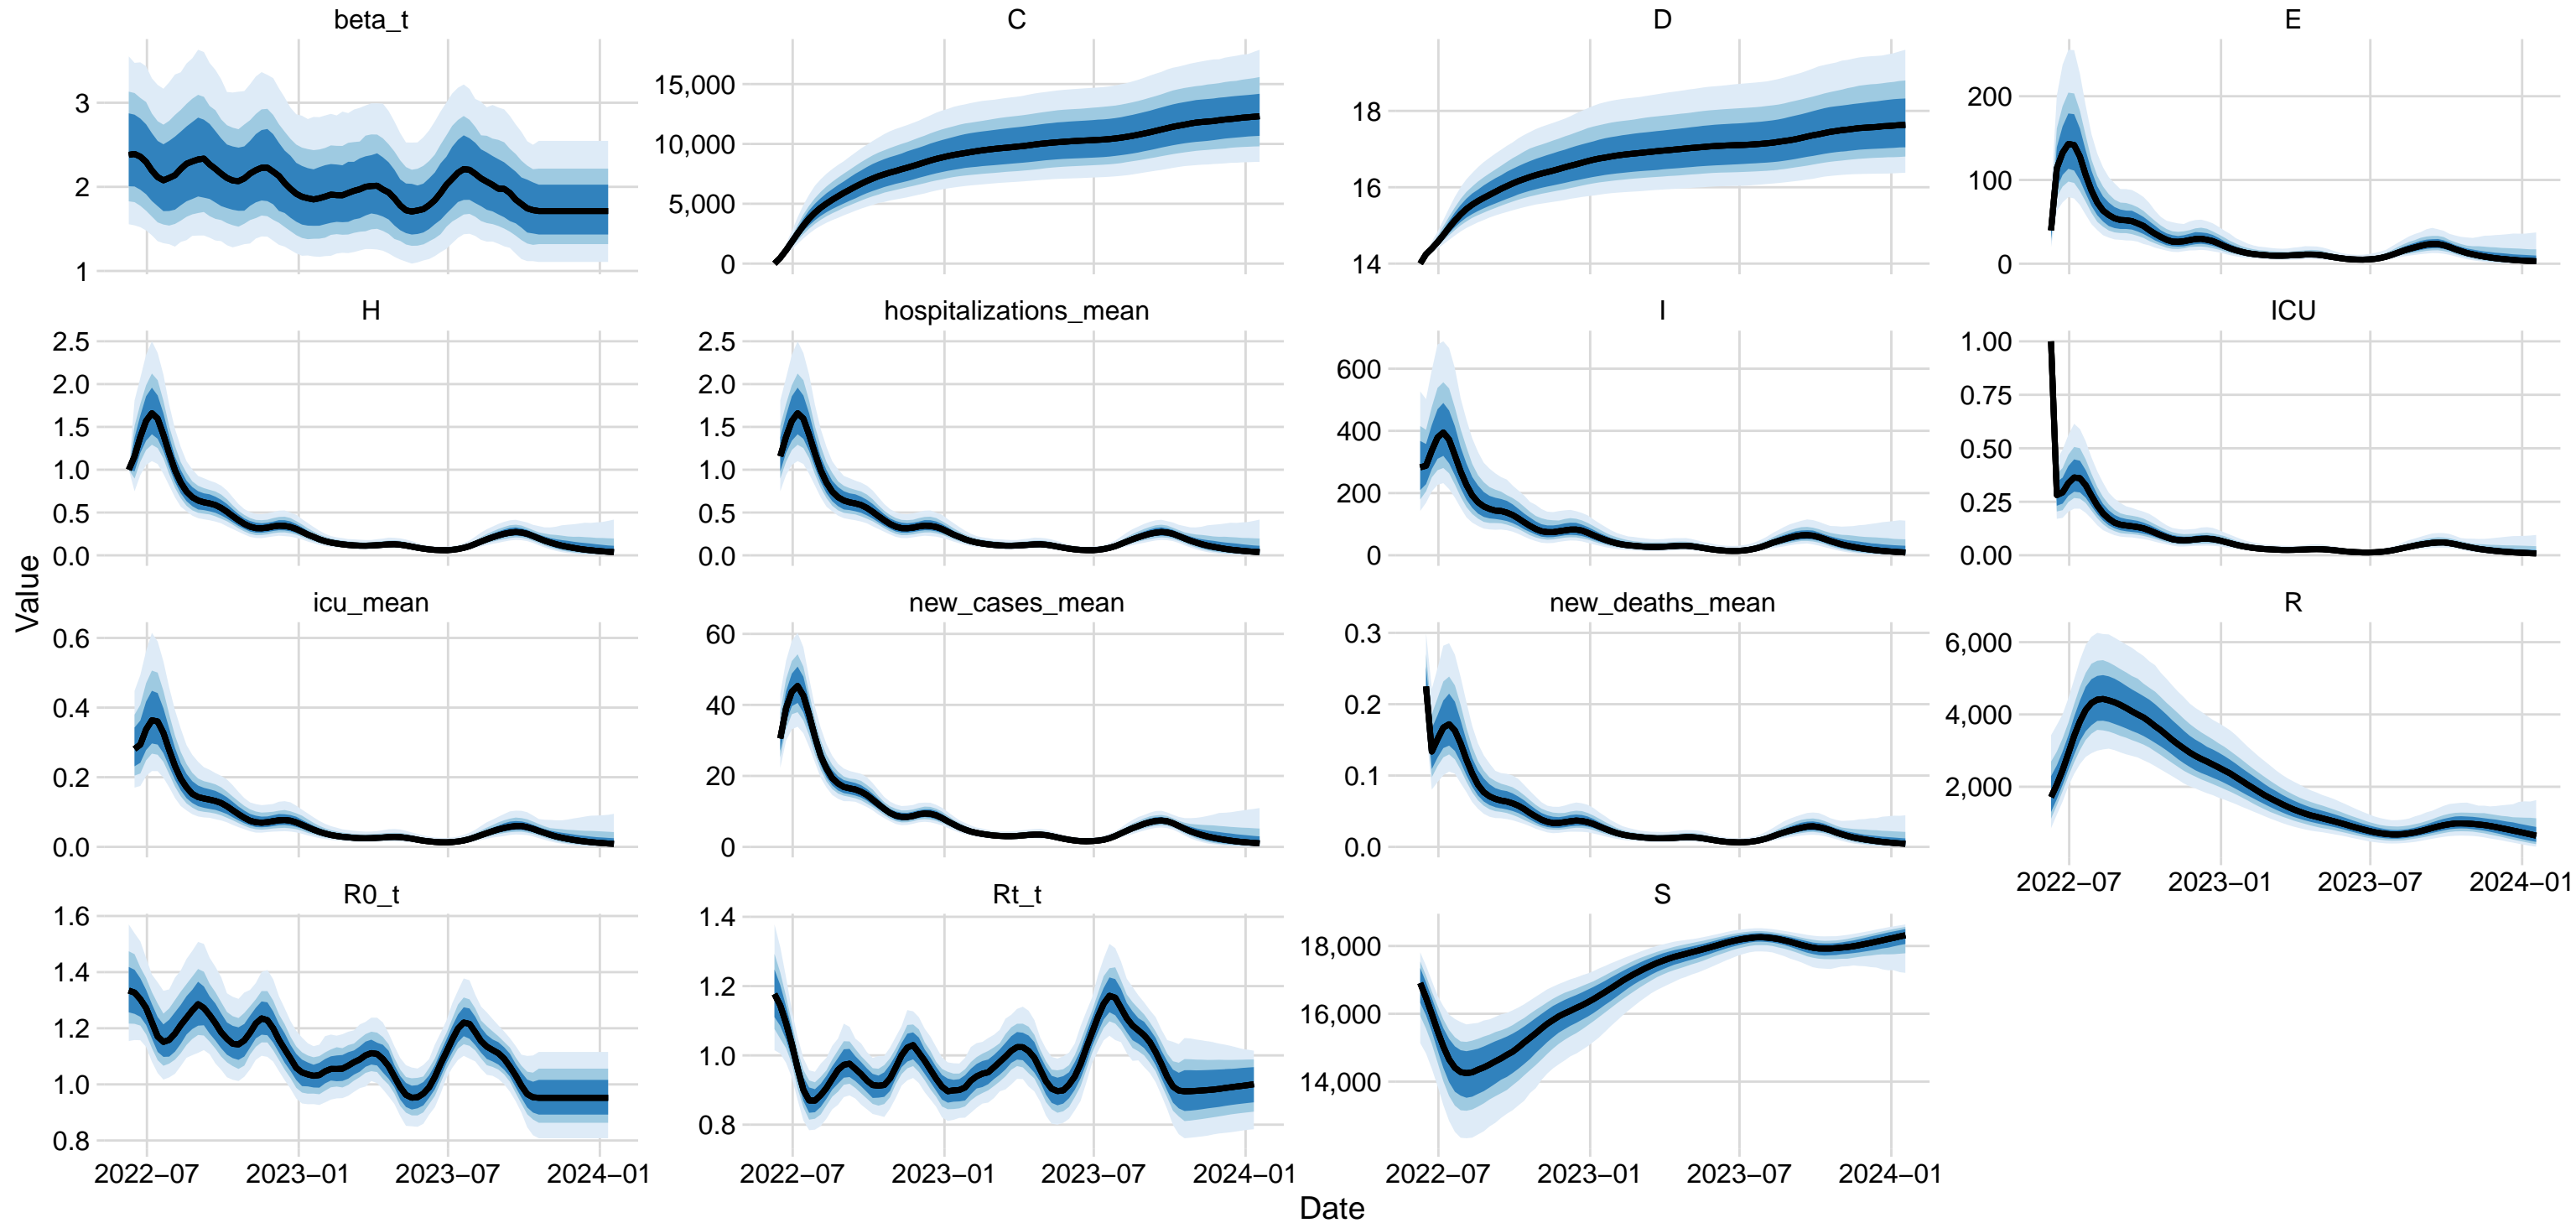 beta_t
C
D
E
3
2
1
15,000
10,000
5,000
0
18
16
14
200
100
0
H
hospitalizations_mean
I
ICU
2.5
2.0
1.5
1.0
0.5
0.0
2.5
2.0
1.5
1.0
0.5
0.0
600
400
200
0
1.00
0.75
0.50
0.25
0.00
Value
icu_mean
new_cases_mean
new_deaths_mean
R
0.6
0.4
0.2
0.0
60
40
20
0
0.3
0.2
0.1
0.0
6,000
4,000
2,000
2022−07 2023−01 2023−07 2024−01
R0_t
Rt_t
S
1.6
1.4
1.2
1.0
0.8
1.4
1.2
1.0
0.8
18,000
16,000
14,000
2022−07 2023−01 2023−07 2024−01
2022−07 2023−01 2023−07 2024−01
2022−07 2023−01 2023−07 2024−01
Date